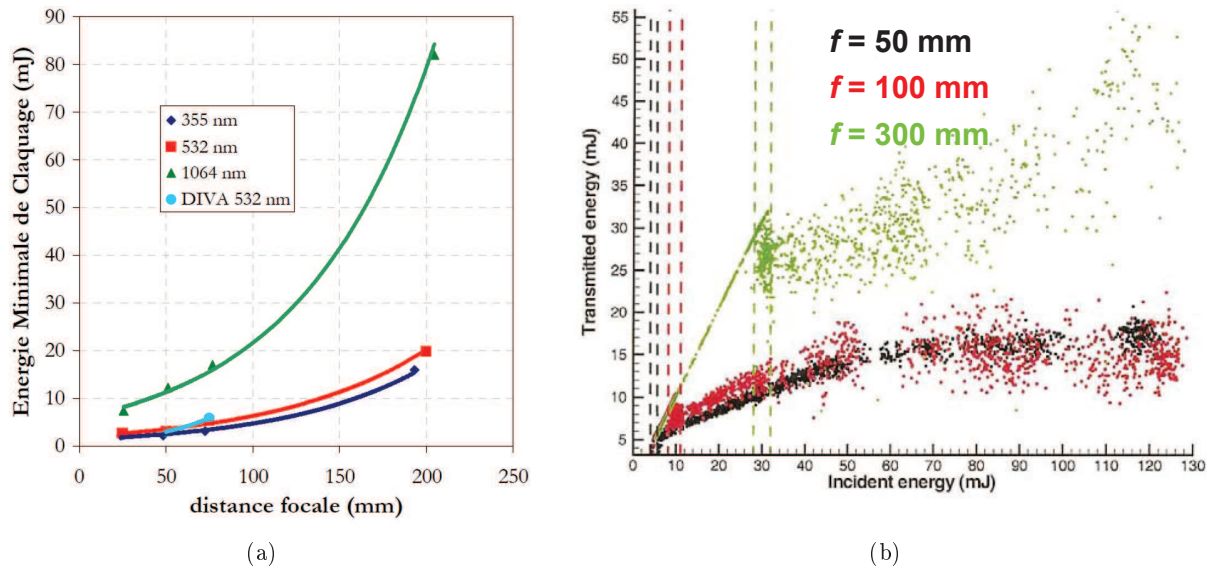 Energie Minimale de Claquage (mJ)
90
80
70
60
50
40
30
20
10
0
355 nm
532 nm
1064 nm
DIVA 532 nm
0 50 100 150 200 250
distance focale (mm)
(a)
Transmitted energy (mJ)
55
50
45
40
35
30
25
20
15
10
5
f = 50 mm
f = 100 mm
f = 300 mm
0 10 20 30 40 50 60 70 80 90 100 110 120 130
Incident energy (mJ)
(b)